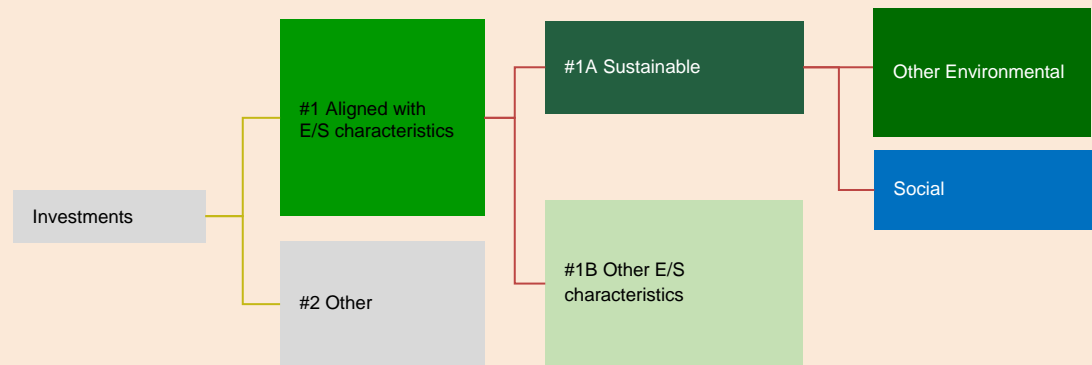 Investments
#1 Aligned with
E/S characteristics
#2 Other
#1A Sustainable
#1B Other E/S
characteristics
Other Environmental
Social